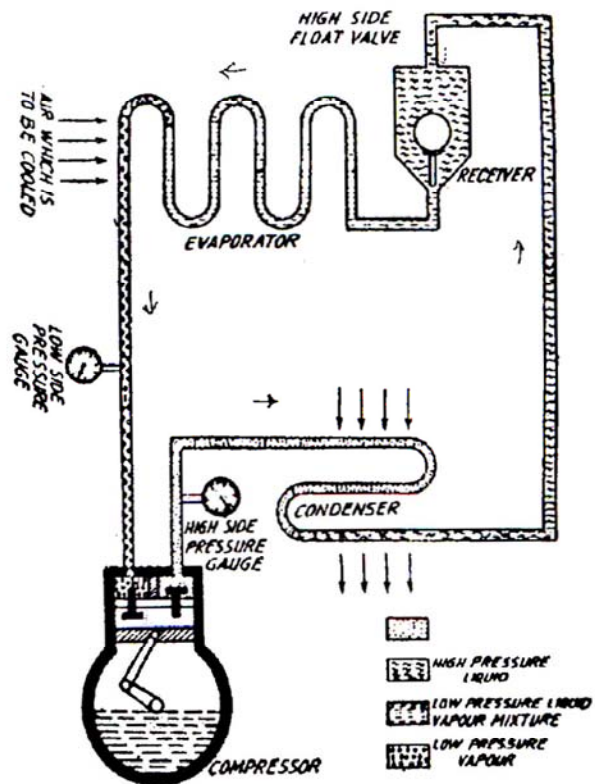 HIGH SIDE
FLOAT VALVE
AIR WHICH IS
TO BE COOLED
RECEIVER
EVAPORATOR
LOW SIDE
PRESSURE
GAUGE
CONDENSER
HIGH SIDE
PRESSURE
GAUGE
HIGH PRESSURE
LIQUID
LOW PRESSURE LIQUID
VAPOUR MIXTURE
LOW PRESSURE
VAPOUR
COMPRESSOR